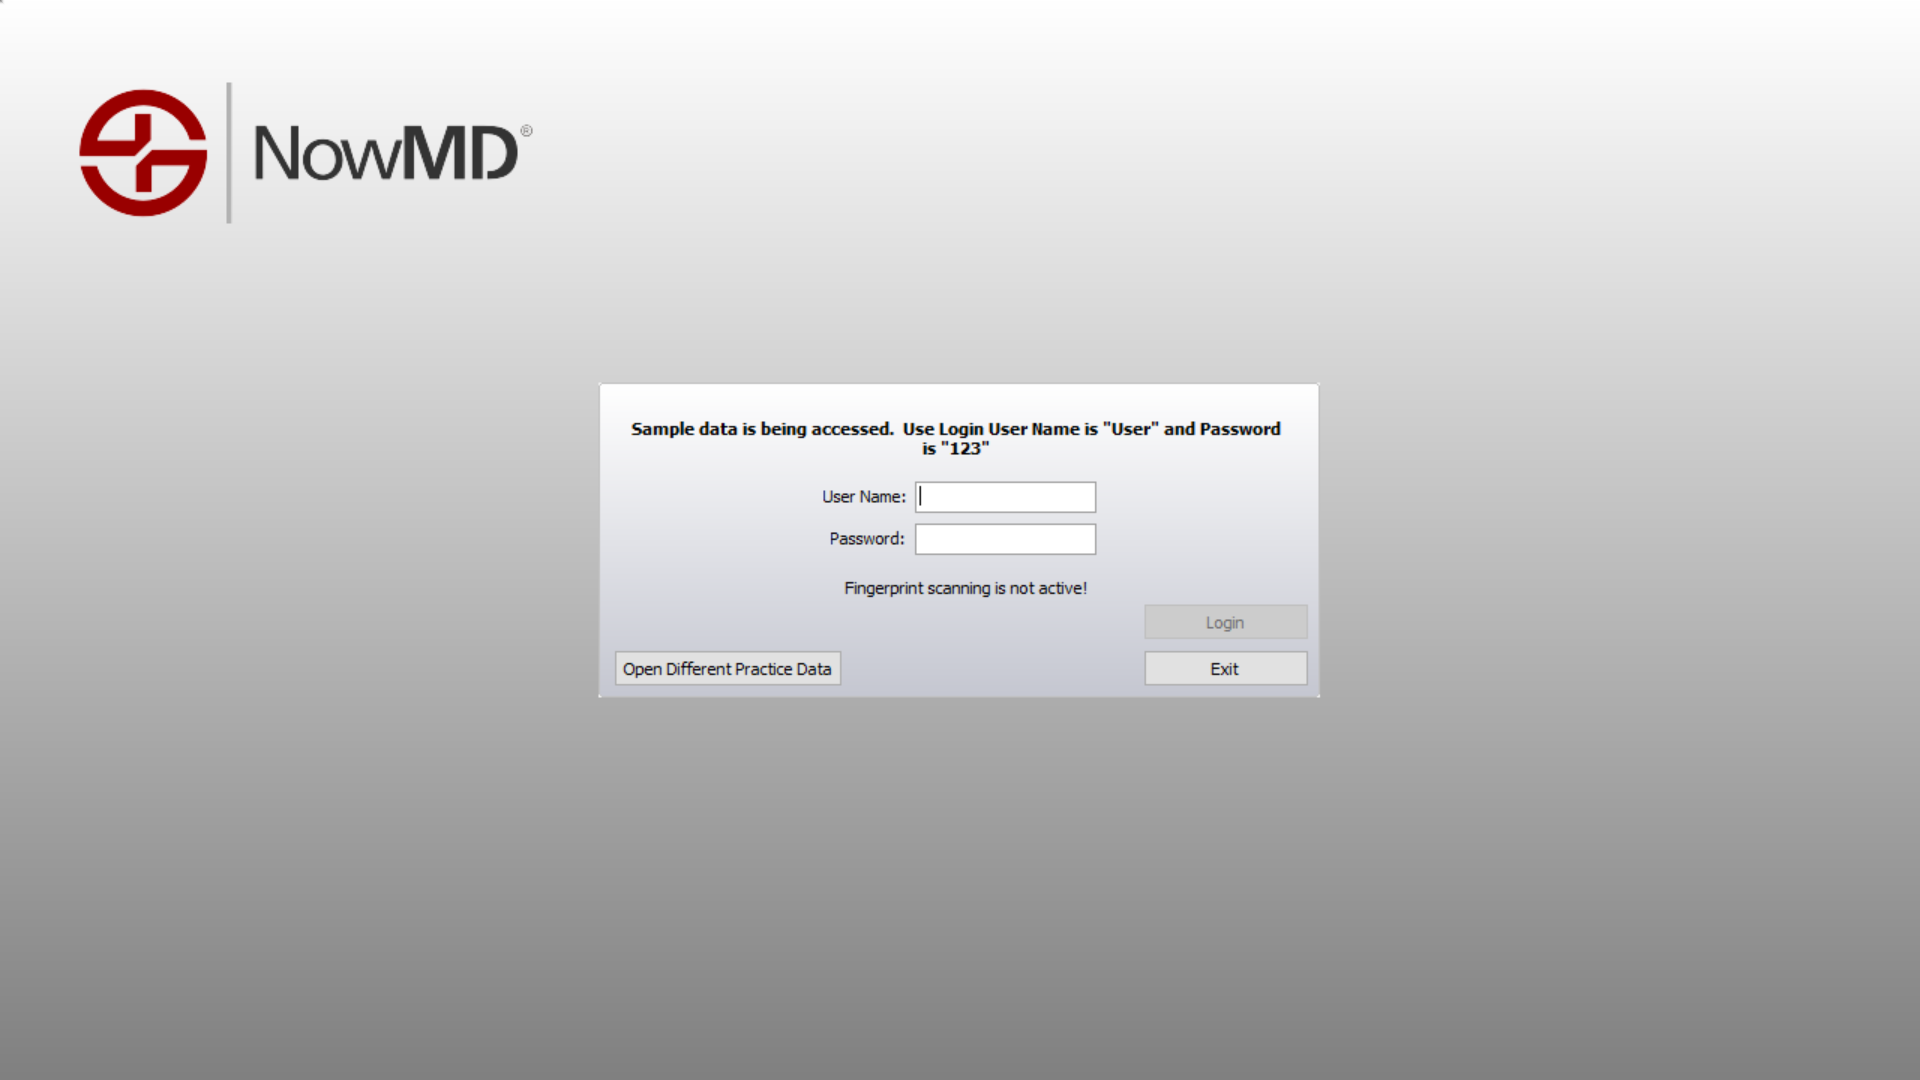 NowMD®
Sample data is being accessed.  Use Login User Name is "User" and Password
is "123"
User Name:
Password:
Fingerprint scanning is not active!
Login
Open Different Practice Data
Exit